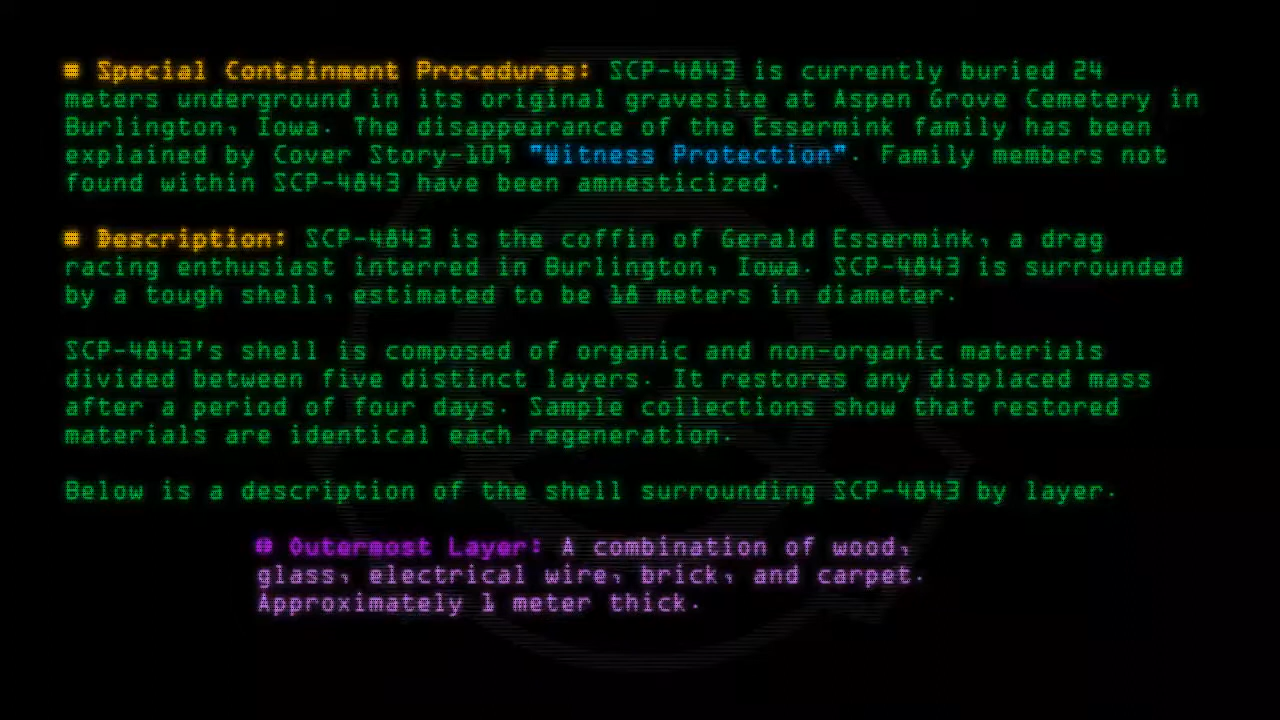 ■ Special Containment Procedures: SCP-4843 is currently buried 24
meters underground in its original gravesite at Aspen Grove Cemetery in
Burlington, Iowa. The disappearance of the Essermink family has been
explained by Cover Story-109 "Witness Protection". Family members not
found within SCP-4843 have been amnesticized.
■ Description: SCP-4843 is the coffin of Gerald Essermink, a drag
racing enthusiast interred in Burlington, Iowa. SCP-4843 is surrounded
by a tough shell, estimated to be 18 meters in diameter.
SCP-4843's shell is composed of organic and non-organic materials
divided between five distinct layers. It restores any displaced mass
after a period of four days. Sample collections show that restored
materials are identical each regeneration.
Below is a description of the shell surrounding SCP-4843 by layer.
● Outermost Layer: A combination of wood,
glass, electrical wire, brick, and carpet.
Approximately 1 meter thick.